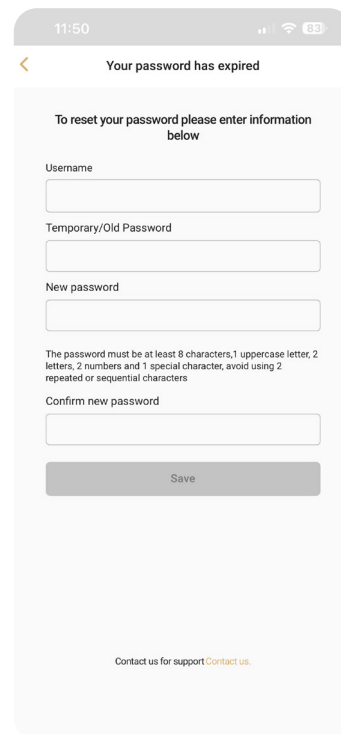 11:50
83
Your password has expired
To reset your password please enter information
below
Username
Temporary/Old Password
New password
The password must be at least 8 characters,1 uppercase letter, 2
letters, 2 numbers and 1 special character, avoid using 2
repeated or sequential characters
Confirm new password
Save
Contact us for support Contact us.